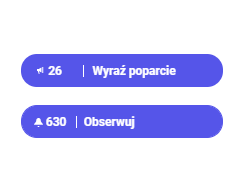 26 | Wyraź poparcie
630 | Obserwuj